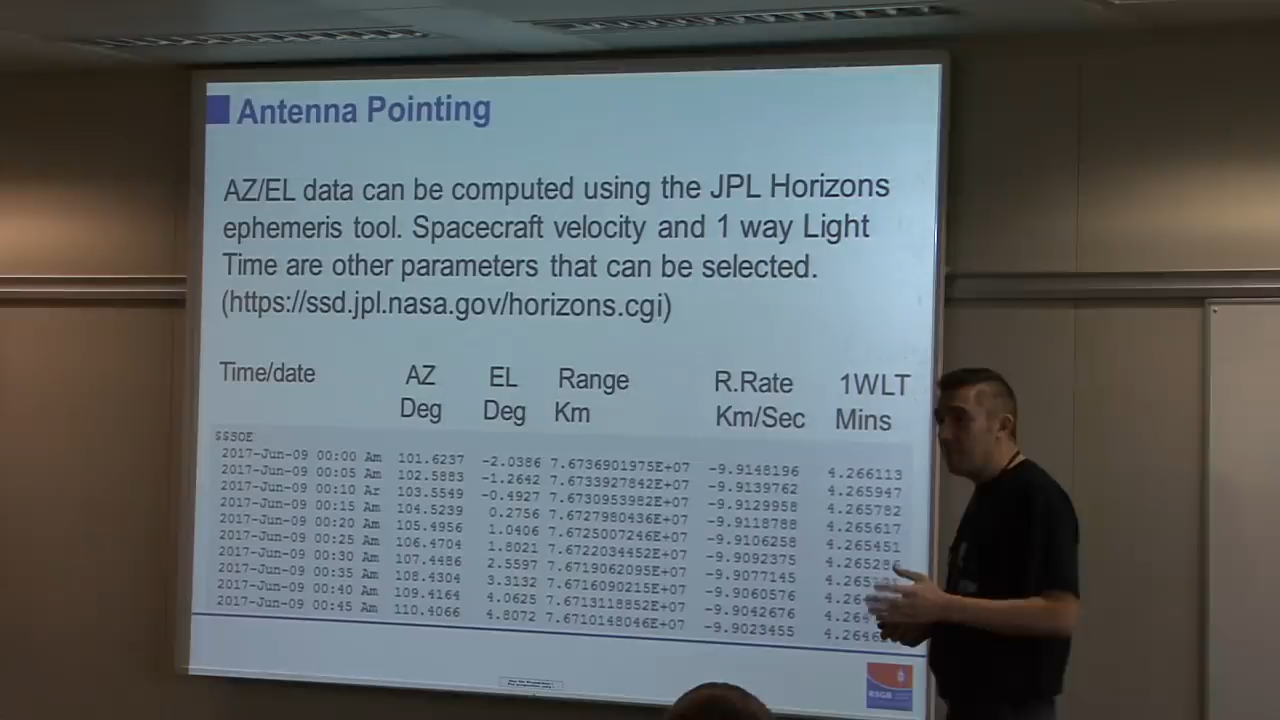 Antenna Pointing
AZ/EL data can be computed using the JPL Horizons
ephemeris tool. Spacecraft velocity and 1 way Light
Time are other parameters that can be selected.
(https://ssd.jpl.nasa.gov/horizons.cgi)
Time/date AZ EL Range R.Rate 1WLT
Deg Deg Km Km/Sec Mins
$$SOE
2017-Jun-09 00:00 Am 101.6237 -2.0386 7.6736901975E+07 -9.9148196 4.266113
2017-Jun-09 00:05 Am 102.5883 -1.2642 7.6733927842E+07 -9.9139762 4.265947
2017-Jun-09 00:10 Ar 103.5549 -0.4927 7.6730953982E+07 -9.9129958 4.265782
2017-Jun-09 00:15 Am 104.5239 0.2756 7.6727980436E+07 -9.9118788 4.265617
2017-Jun-09 00:20 Am 105.4956 1.0406 7.6725007246E+07 -9.9106258 4.265451
2017-Jun-09 00:25 Am 106.4704 1.8021 7.6722034452E+07 -9.9092375
2017-Jun-09 00:30 Am 107.4486 2.5597 7.6719062095E+07 -9.9077145
2017-Jun-09 00:35 Am 108.4304 3.3132 7.6716090215E+07 -9.9060576
2017-Jun-09 00:40 Am 109.4164 4.0625 7.6713118852E+07 -9.9042676
2017-Jun-09 00:45 Am 110.4066 4.8072 7.6710148046E+07 -9.9023455
RSGB